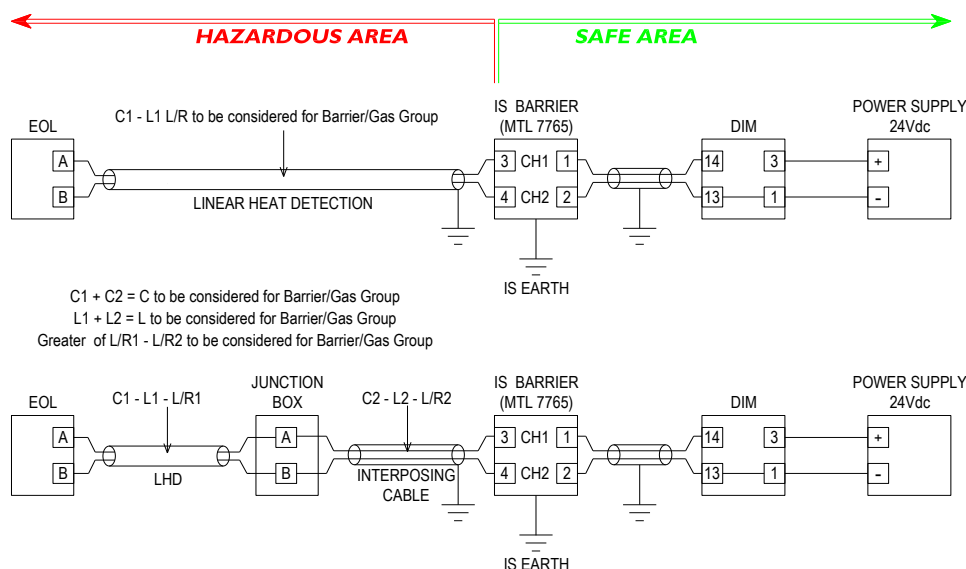 HAZARDOUS AREA
SAFE AREA
C1 - L1 L/R to be considered for Barrier/Gas Group
EOL
A
B
LINEAR HEAT DETECTION
IS BARRIER
(MTL 7765)
3 CH1 1
4 CH2 2
IS EARTH
DIM
14 3
13 1
POWER SUPPLY
24Vdc
+
-
C1 + C2 = C to be considered for Barrier/Gas Group
L1 + L2 = L to be considered for Barrier/Gas Group
Greater of L/R1 - L/R2 to be considered for Barrier/Gas Group
EOL
A
B
C1 - L1 - L/R1
LHD
JUNCTION
BOX
A
B
C2 - L2 - L/R2
INTERPOSING
CABLE
IS BARRIER
(MTL 7765)
3 CH1 1
4 CH2 2
IS EARTH
DIM
14 3
13 1
POWER SUPPLY
24Vdc
+
-